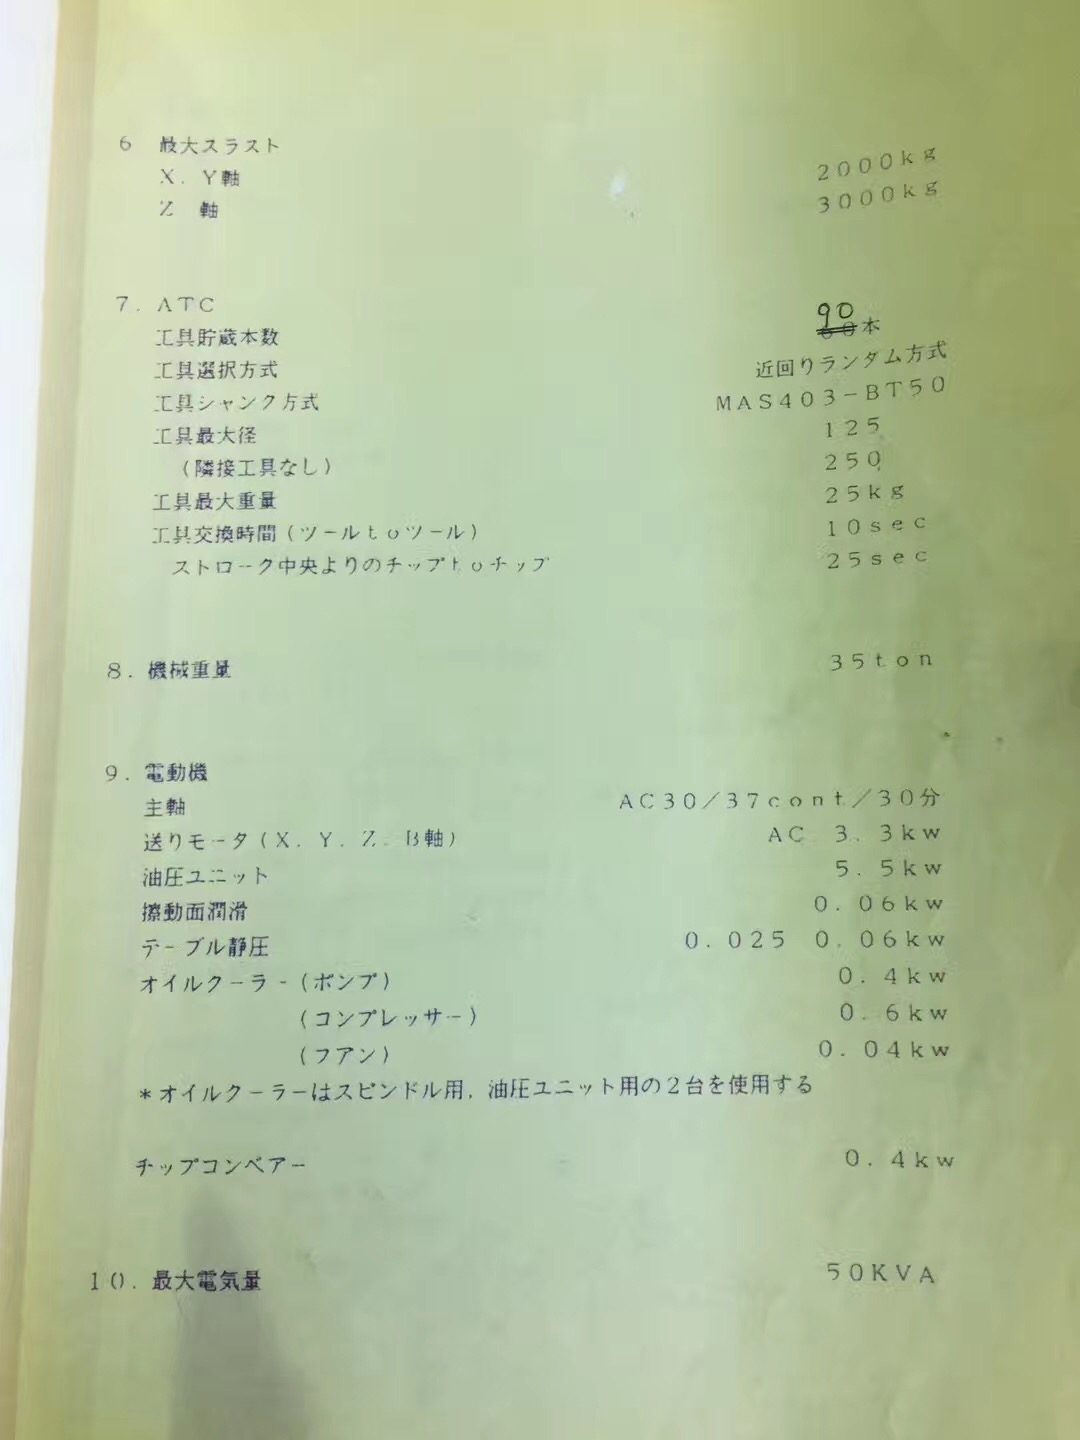 6 最大スラスト
X. Y軸 2000kg
Z 軸 3000kg
7. ATC
工具貯蔵本数 90本
工具選択方式 近回りランダム方式
工具シャンク方式 MAS403-BT50
工具最大径 125
(隣接工具なし) 250
工具最大重量 25kg
工具交換時間(ツールtoツール) 10sec
ストローク中央よりのチップtoチップ 25sec
8. 機械重量 35ton
9. 電動機
主軸 AC30/37cont/30分
送りモータ(X. Y. Z. B軸) AC 3. 3kw
油圧ユニット 5. 5kw
擦動面潤滑 0. 06kw
テーブル静圧 0. 025 0. 06kw
オイルクーラー(ポンプ) 0. 4kw
(コンプレッサー) 0. 6kw
(フアン) 0. 04kw
*オイルクーラーはスピンドル用, 油圧ユニット用の2台を使用する
チップコンベアー 0. 4kw
10. 最大電気量 50KVA